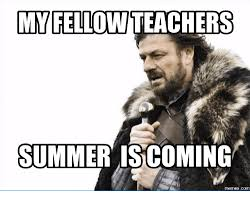 MY FELLOW TEACHERS
SUMMER IS COMING
memes.com